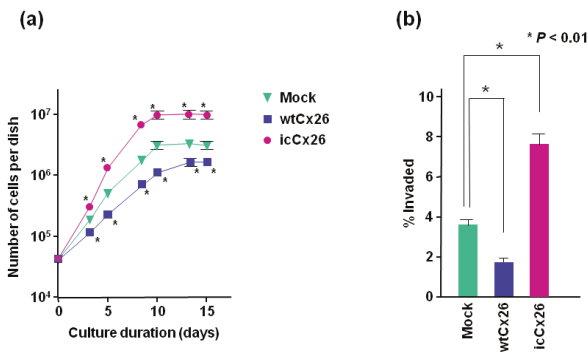 (a)
Number of cells per dish
10⁷
10⁶
10⁵
10⁴
* * * * * *
* * * * * *
0 5 10 15
Culture duration (days)
Mock
wtCx26
icCx26
(b)
* P < 0.01
*
*
% Invaded
10
8
6
4
2
0
Mock
wtCx26
icCx26